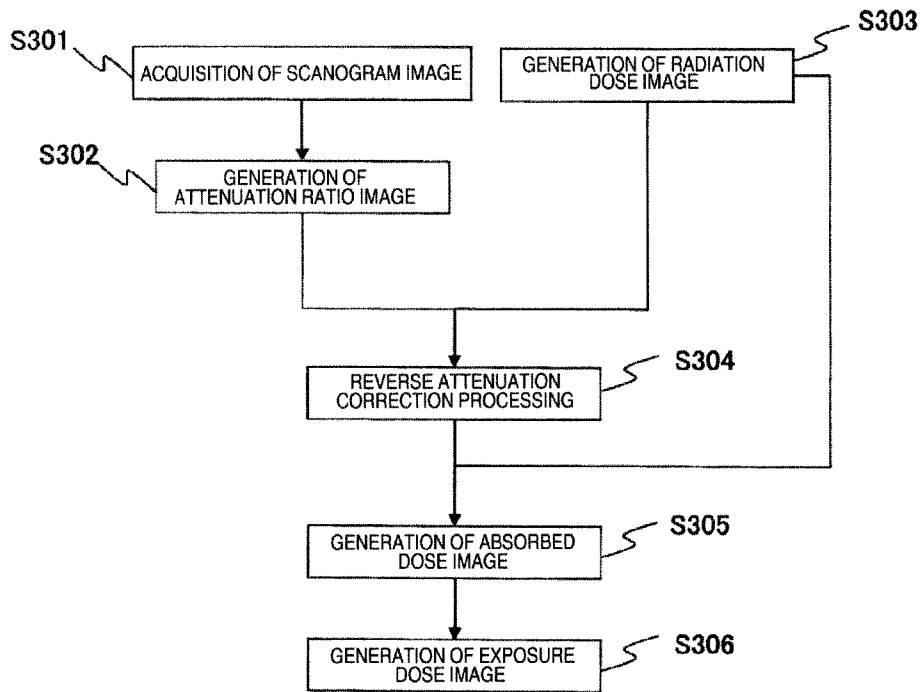 S301
ACQUISITION OF SCANOGRAM IMAGE
S303
GENERATION OF RADIATION
DOSE IMAGE
S302
GENERATION OF
ATTENUATION RATIO IMAGE
S304
REVERSE ATTENUATION
CORRECTION PROCESSING
S305
GENERATION OF ABSORBED
DOSE IMAGE
S306
GENERATION OF EXPOSURE
DOSE IMAGE